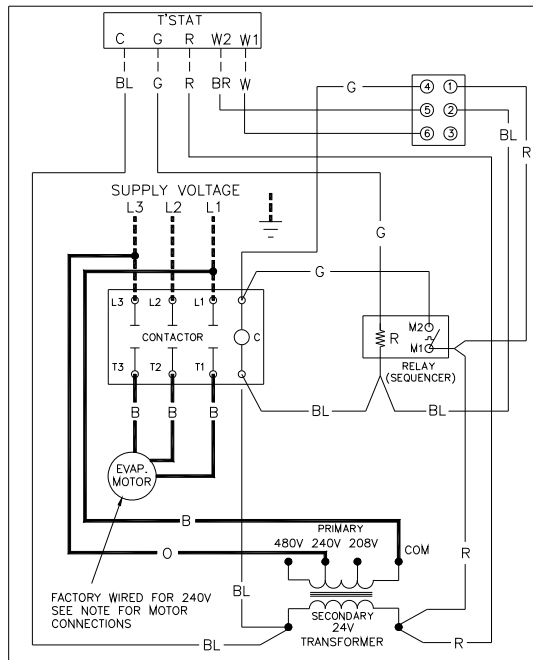 T'STAT
C G R W2 W1
BL G R BR W
G
4 1
5 2
6 3
BL
R
SUPPLY VOLTAGE
L3 L2 L1
G
G
L3 L2 L1
CONTACTOR
C
R
M2
M1
RELAY
(SEQUENCER)
T3 T2 T1
B B B
BL BL
EVAP.
MOTOR
B
PRIMARY
480V 240V 208V COM
O
R
FACTORY WIRED FOR 240V
SEE NOTE FOR MOTOR
CONNECTIONS
BL
SECONDARY
24V
TRANSFORMER
BL
R